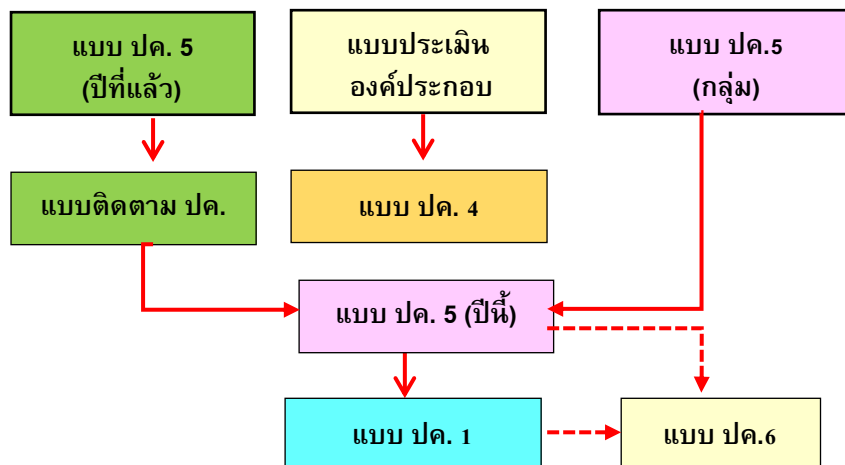 แบบ ปค. 5
(ปีที่แล้ว)
แบบประเมิน
องค์ประกอบ
แบบ ปค.5
(กลุ่ม)
แบบติดตาม ปค.
แบบ ปค. 4
แบบ ปค. 5 (ปีนี้)
แบบ ปค. 1
แบบ ปค.6